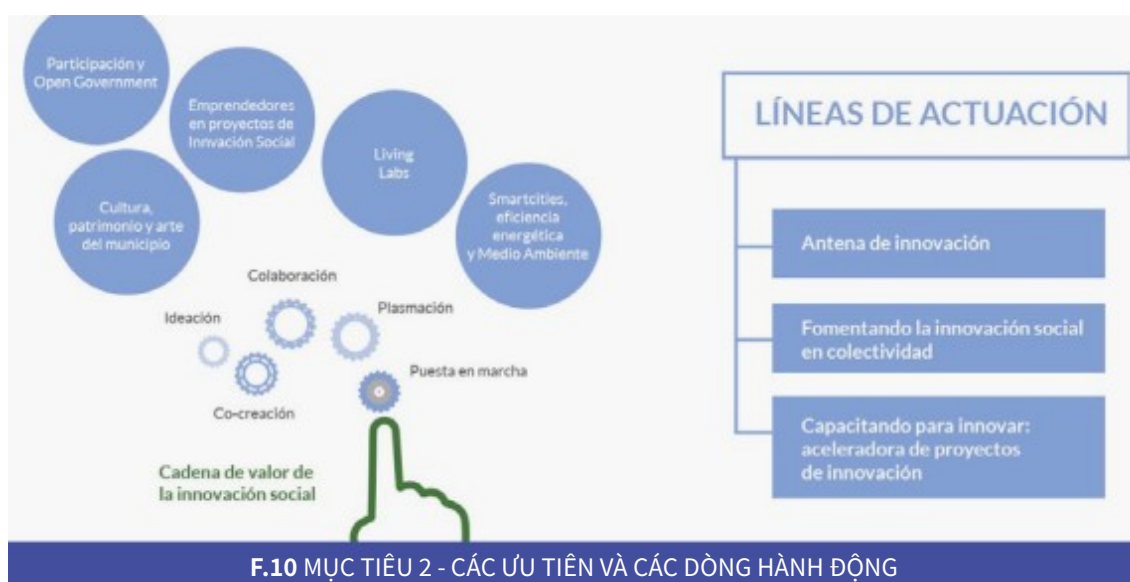 Participación y
Open Government
Emprendedores
en proyectos de
Innvación Social
Living
Labs
Cultura,
patrimonio y arte
del municipio
Smartcities,
eficiencia
energética
y Medio Ambiente
Colaboración
Ideación
Plasmación
Puesta en marcha
Co-creación
Cadena de valor de
la innovación social
LÍNEAS DE ACTUACIÓN
Antena de innovación
Fomentando la innovación social
en colectividad
Capacitando para innovar:
aceleradora de proyectos
de innovación
F.10 MỤC TIÊU 2 - CÁC ƯU TIÊN VÀ CÁC DÒNG HÀNH ĐỘNG